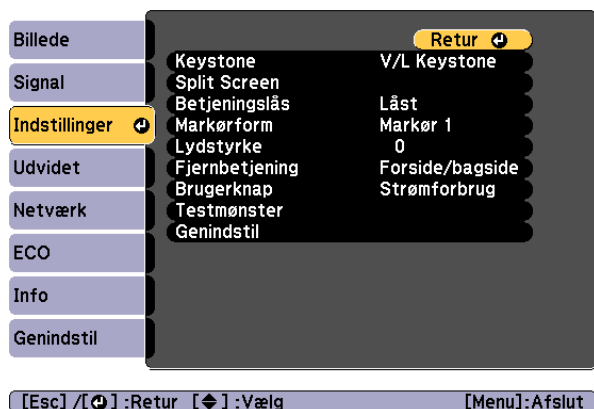 Billede
Signal
Indstillinger
Udvidet
Netværk
ECO
Info
Genindstil
Retur
Keystone V/L Keystone
Split Screen
Betjeningslås Låst
Markørform Markør 1
Lydstyrke 0
Fjernbetjening Forside/bagside
Brugerknap Strømforbrug
Testmønster
Genindstil
[Esc] /[ ] :Retur [ ] :Vælg [Menu]:Afslut